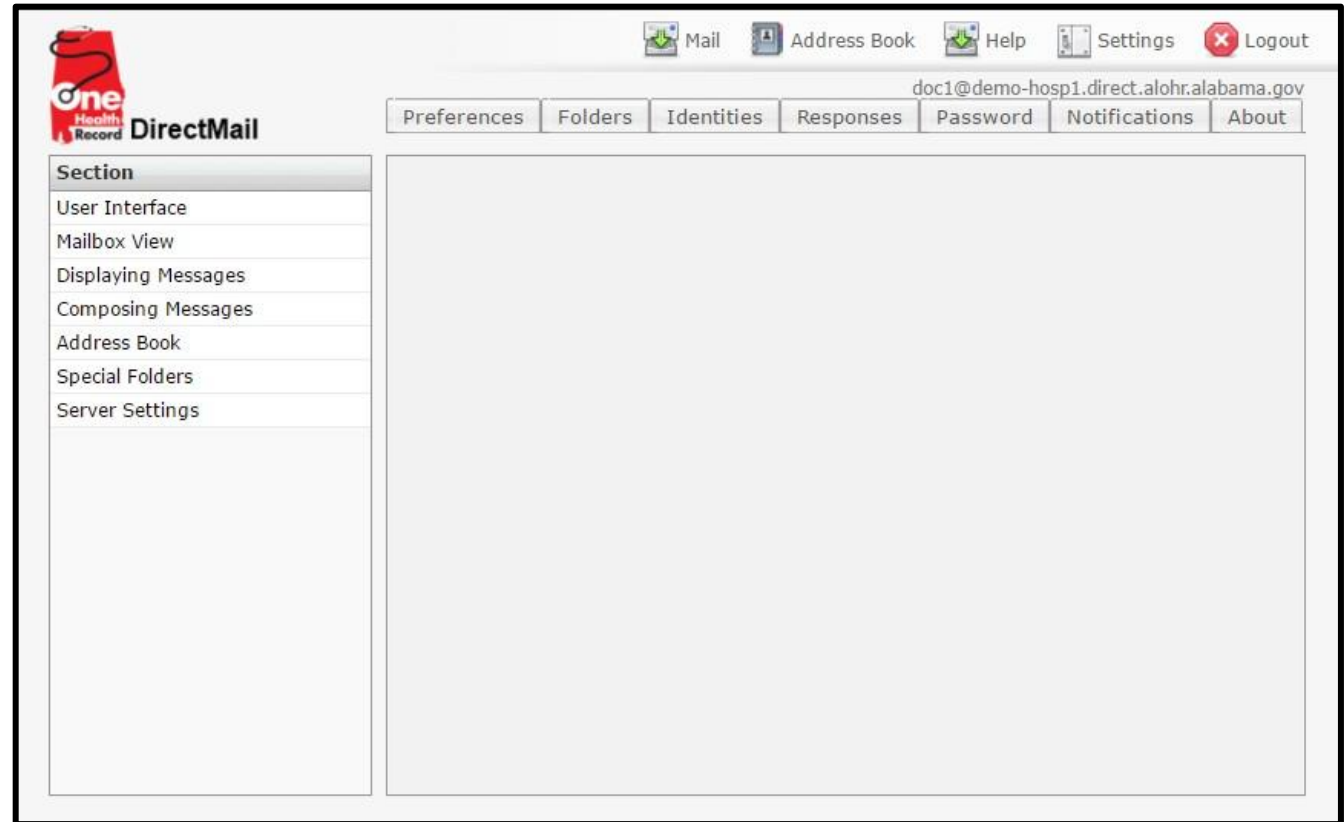 Mail Address Book Help Settings Logout
doc1@demo-hosp1.direct.alohr.alabama.gov
One
Health
Record DirectMail
Preferences Folders Identities Responses Password Notifications About
Section
User Interface
Mailbox View
Displaying Messages
Composing Messages
Address Book
Special Folders
Server Settings